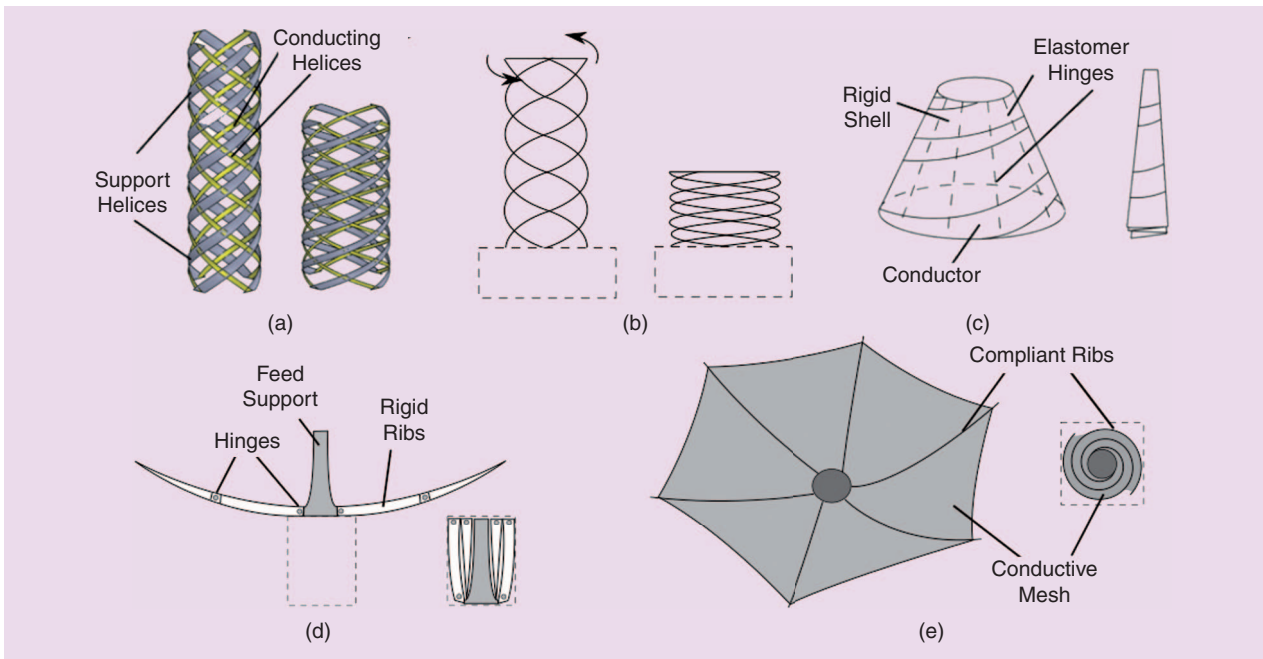 Conducting
Helices
Support
Helices
(a)
(b)
Elastomer
Hinges
Rigid
Shell
Conductor
(c)
Feed
Support
Hinges
Rigid
Ribs
(d)
Compliant Ribs
Conductive
Mesh
(e)